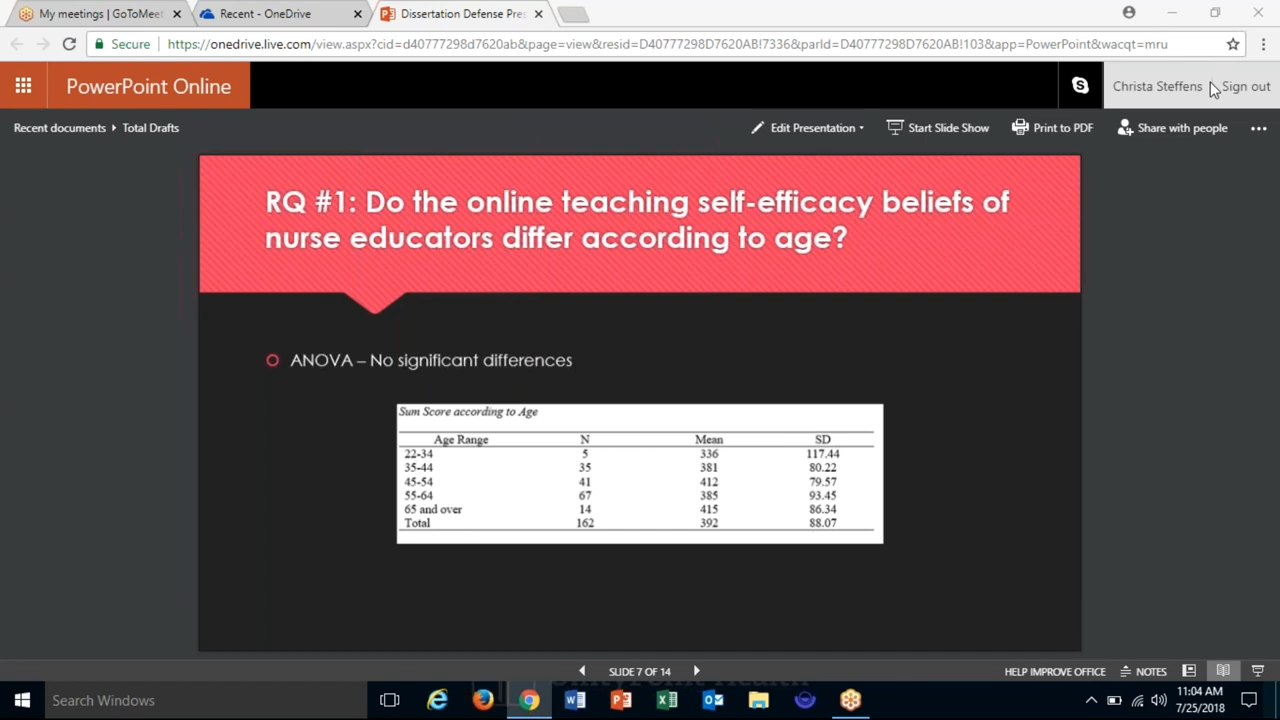 My meetings | GoToMeet
Recent - OneDrive
Dissertation Defense Pres
Secure
https://onedrive.live.com/view.aspx?cid=d40777298d7620ab&page=view&resid=D40777298D7620AB!7336&parId=D40777298D7620AB!103&app=PowerPoint&wacqt=mru
PowerPoint Online
Christa Steffens
Sign out
Recent documents
Total Drafts
Edit Presentation
Start Slide Show
Print to PDF
Share with people
RQ #1: Do the online teaching self-efficacy beliefs of
nurse educators differ according to age?
ANOVA – No significant differences
Sum Score according to Age
Age Range N Mean SD
22-34 5 336 117.44
35-44 35 381 80.22
45-54 41 412 79.57
55-64 67 385 93.45
65 and over 14 415 86.34
Total 162 392 88.07
SLIDE 7 OF 14
HELP IMPROVE OFFICE
NOTES
Search Windows
11:04 AM
7/25/2018